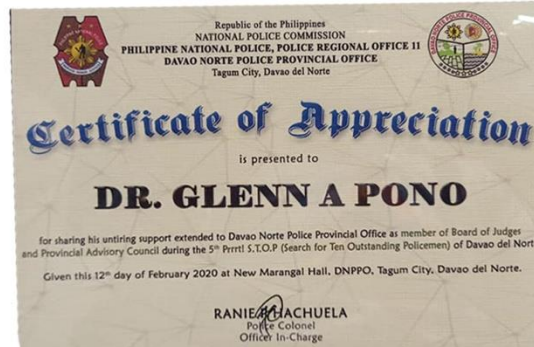 Republic of the Philippines
NATIONAL POLICE COMMISSION
PHILIPPINE NATIONAL POLICE, POLICE REGIONAL OFFICE 11
DAVAO NORTE POLICE PROVINCIAL OFFICE
Tagum City, Davao del Norte
Certificate of Appreciation
is presented to
DR. GLENN A PONO
for sharing his untiring support extended to Davao Norte Police Provincial Office as member of Board of Judges
and Provincial Advisory Council during the 5th Prrrtl S.T.O.P (Search for Ten Outstanding Policemen) of Davao del Nort
Given this 12th day of February 2020 at New Marangal Hall, DNPPO, Tagum City, Davao del Norte.
HACHUELA
Police Colonel
Officer In-Charge